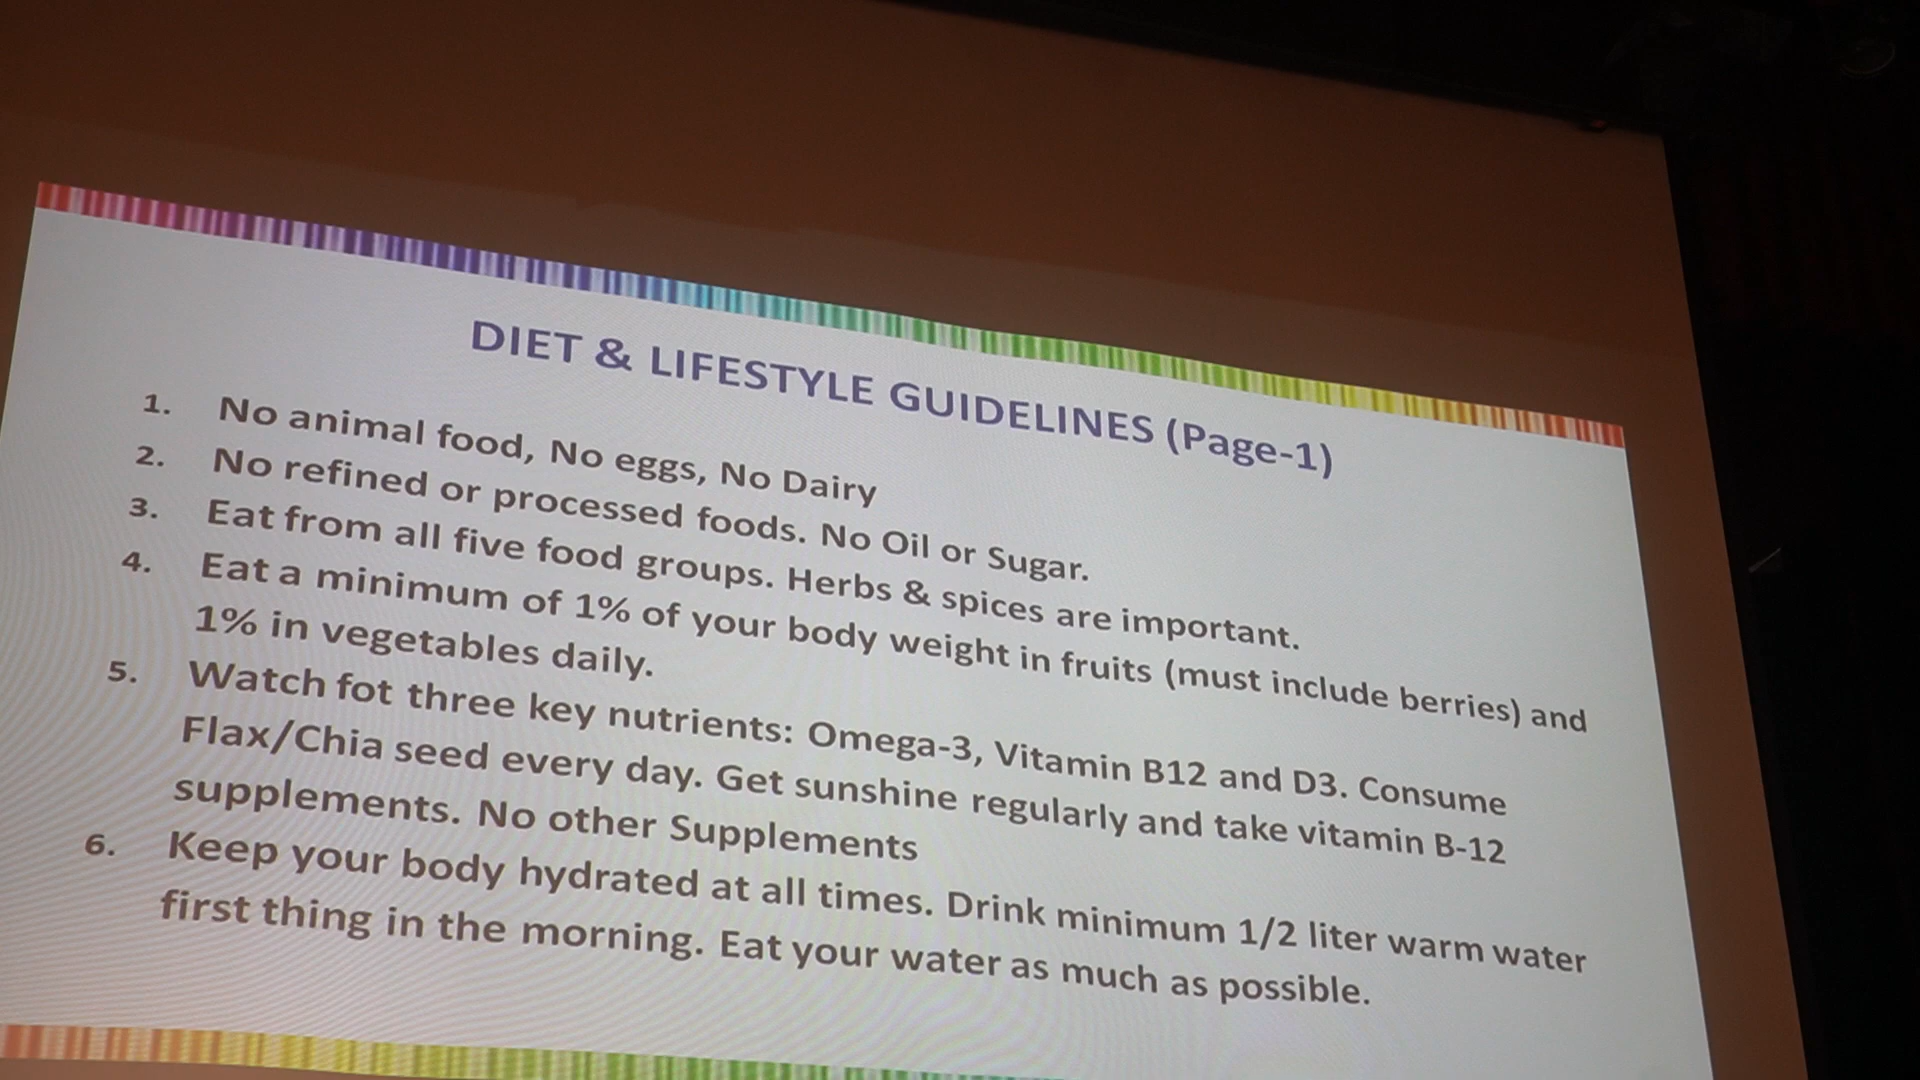 DIET & LIFESTYLE GUIDELINES (Page-1)
1. No animal food, No eggs, No Dairy
2. No refined or processed foods. No Oil or Sugar.
3. Eat from all five food groups. Herbs & spices are important.
4. Eat a minimum of 1% of your body weight in fruits (must include berries) and
1% in vegetables daily.
5. Watch fot three key nutrients: Omega-3, Vitamin B12 and D3. Consume
Flax/Chia seed every day. Get sunshine regularly and take vitamin B-12
supplements. No other Supplements
6. Keep your body hydrated at all times. Drink minimum 1/2 liter warm water
first thing in the morning. Eat your water as much as possible.